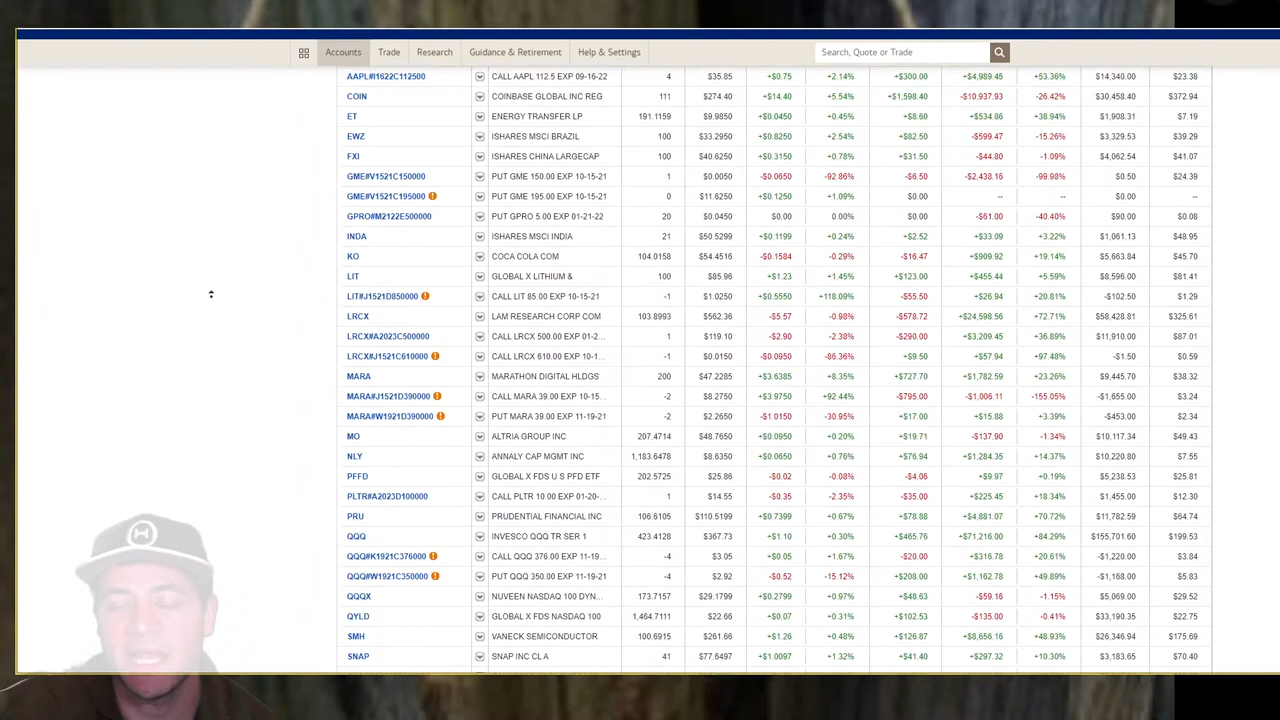 Accounts Trade Research Guidance & Retirement Help & Settings Search, Quote or Trade
AAPL#I1622C112500 CALL AAPL 112.5 EXP 09-16-22 4 $35.85 +$0.75 +2.14% +$300.00 +$4,989.45 +53.36% $14,340.00 $23.38
COIN COINBASE GLOBAL INC REG 111 $274.40 +$14.40 +5.54% +$1,598.40 -$10,937.93 -26.42% $30,458.40 $372.94
ET ENERGY TRANSFER LP 191.1159 $9.9850 +$0.0450 +0.45% +$8.60 +$534.86 +38.94% $1,908.31 $7.19
EWZ ISHARES MSCI BRAZIL 100 $33.2950 +$0.8250 +2.54% +$82.50 -$599.47 -15.26% $3,329.53 $39.29
FXI ISHARES CHINA LARGECAP 100 $40.6250 +$0.3150 +0.78% +$31.50 -$44.80 -1.09% $4,062.54 $41.07
GME#V1521C150000 PUT GME 150.00 EXP 10-15-21 1 $0.0050 -$0.0650 -92.86% -$6.50 -$2,438.16 -99.98% $0.50 $24.39
GME#V1521C195000 PUT GME 195.00 EXP 10-15-21 0 $11.6250 +$0.1250 +1.09% $0.00 -- -- $0.00 --
GPRO#M2122E500000 PUT GPRO 5.00 EXP 01-21-22 20 $0.0450 $0.00 0.00% $0.00 -$61.00 -40.40% $90.00 $0.08
INDA ISHARES MSCI INDIA 21 $50.5299 +$0.1199 +0.24% +$2.52 +$33.09 +3.22% $1,061.13 $48.95
KO COCA COLA COM 104.0158 $54.4516 -$0.1584 -0.29% -$16.47 +$909.92 +19.14% $5,663.84 $45.70
LIT GLOBAL X LITHIUM & 100 $85.96 +$1.23 +1.45% +$123.00 +$455.44 +5.59% $8,596.00 $81.41
LIT#J1521D850000 CALL LIT 85.00 EXP 10-15-21 -1 $1.0250 +$0.5550 +118.09% -$55.50 +$26.94 +20.81% -$102.50 $1.29
LRCX LAM RESEARCH CORP COM 103.8993 $562.36 -$5.57 -0.98% -$578.72 +$24,598.56 +72.71% $58,428.81 $325.61
LRCX#A2023C500000 CALL LRCX 500.00 EXP 01-2... 1 $119.10 -$2.90 -2.38% -$290.00 +$3,209.45 +36.89% $11,910.00 $87.01
LRCX#J1521C610000 CALL LRCX 610.00 EXP 10-1... -1 $0.0150 -$0.0950 -86.36% +$9.50 +$57.94 +97.48% -$1.50 $0.59
MARA MARATHON DIGITAL HLDGS 200 $47.2285 +$3.6385 +8.35% +$727.70 +$1,782.59 +23.26% $9,445.70 $38.32
MARA#J1521D390000 CALL MARA 39.00 EXP 10-15... -2 $8.2750 +$3.9750 +92.44% -$795.00 -$1,006.11 -155.05% -$1,655.00 $3.24
MARA#W1921D390000 PUT MARA 39.00 EXP 11-19-21 -2 $2.2650 -$1.0150 -30.95% +$17.00 +$15.88 +3.39% -$453.00 $2.34
MO ALTRIA GROUP INC 207.4714 $48.7650 +$0.0950 +0.20% +$19.71 -$137.90 -1.34% $10,117.34 $49.43
NLY ANNALY CAP MGMT INC 1,183.6478 $8.6350 +$0.0650 +0.76% +$76.94 +$1,284.35 +14.37% $10,220.80 $7.55
PFFD GLOBAL X FDS U S PFD ETF 202.5725 $25.86 -$0.02 -0.08% -$4.06 +$9.97 +0.19% $5,238.53 $25.81
PLTR#A2023D100000 CALL PLTR 10.00 EXP 01-20-... 1 $14.55 -$0.35 -2.35% -$35.00 +$225.45 +18.34% $1,455.00 $12.30
PRU PRUDENTIAL FINANCIAL INC 106.6105 $110.5199 +$0.7399 +0.67% +$78.88 +$4,881.07 +70.72% $11,782.59 $64.74
QQQ INVESCO QQQ TR SER 1 423.4128 $367.73 +$1.10 +0.30% +$465.76 +$71,216.00 +84.29% $155,701.60 $199.53
QQQ#K1921C376000 CALL QQQ 376.00 EXP 11-19... -4 $3.05 +$0.05 +1.67% -$20.00 +$316.78 +20.61% -$1,220.00 $3.84
QQQ#W1921C350000 PUT QQQ 350.00 EXP 11-19-21 -4 $2.92 -$0.52 -15.12% +$208.00 +$1,162.78 +49.89% -$1,168.00 $5.83
QQQX NUVEEN NASDAQ 100 DYN... 173.7157 $29.1799 +$0.2799 +0.97% +$48.63 -$59.16 -1.15% $5,069.00 $29.52
QYLD GLOBAL X FDS NASDAQ 100 1,464.7111 $22.66 +$0.07 +0.31% +$102.53 -$135.00 -0.41% $33,190.35 $22.75
SMH VANECK SEMICONDUCTOR 100.6915 $261.66 +$1.26 +0.48% +$126.87 +$8,656.16 +48.93% $26,346.94 $175.69
SNAP SNAP INC CL A 41 $77.6497 +$1.0097 +1.32% +$41.40 +$297.32 +10.30% $3,183.65 $70.40